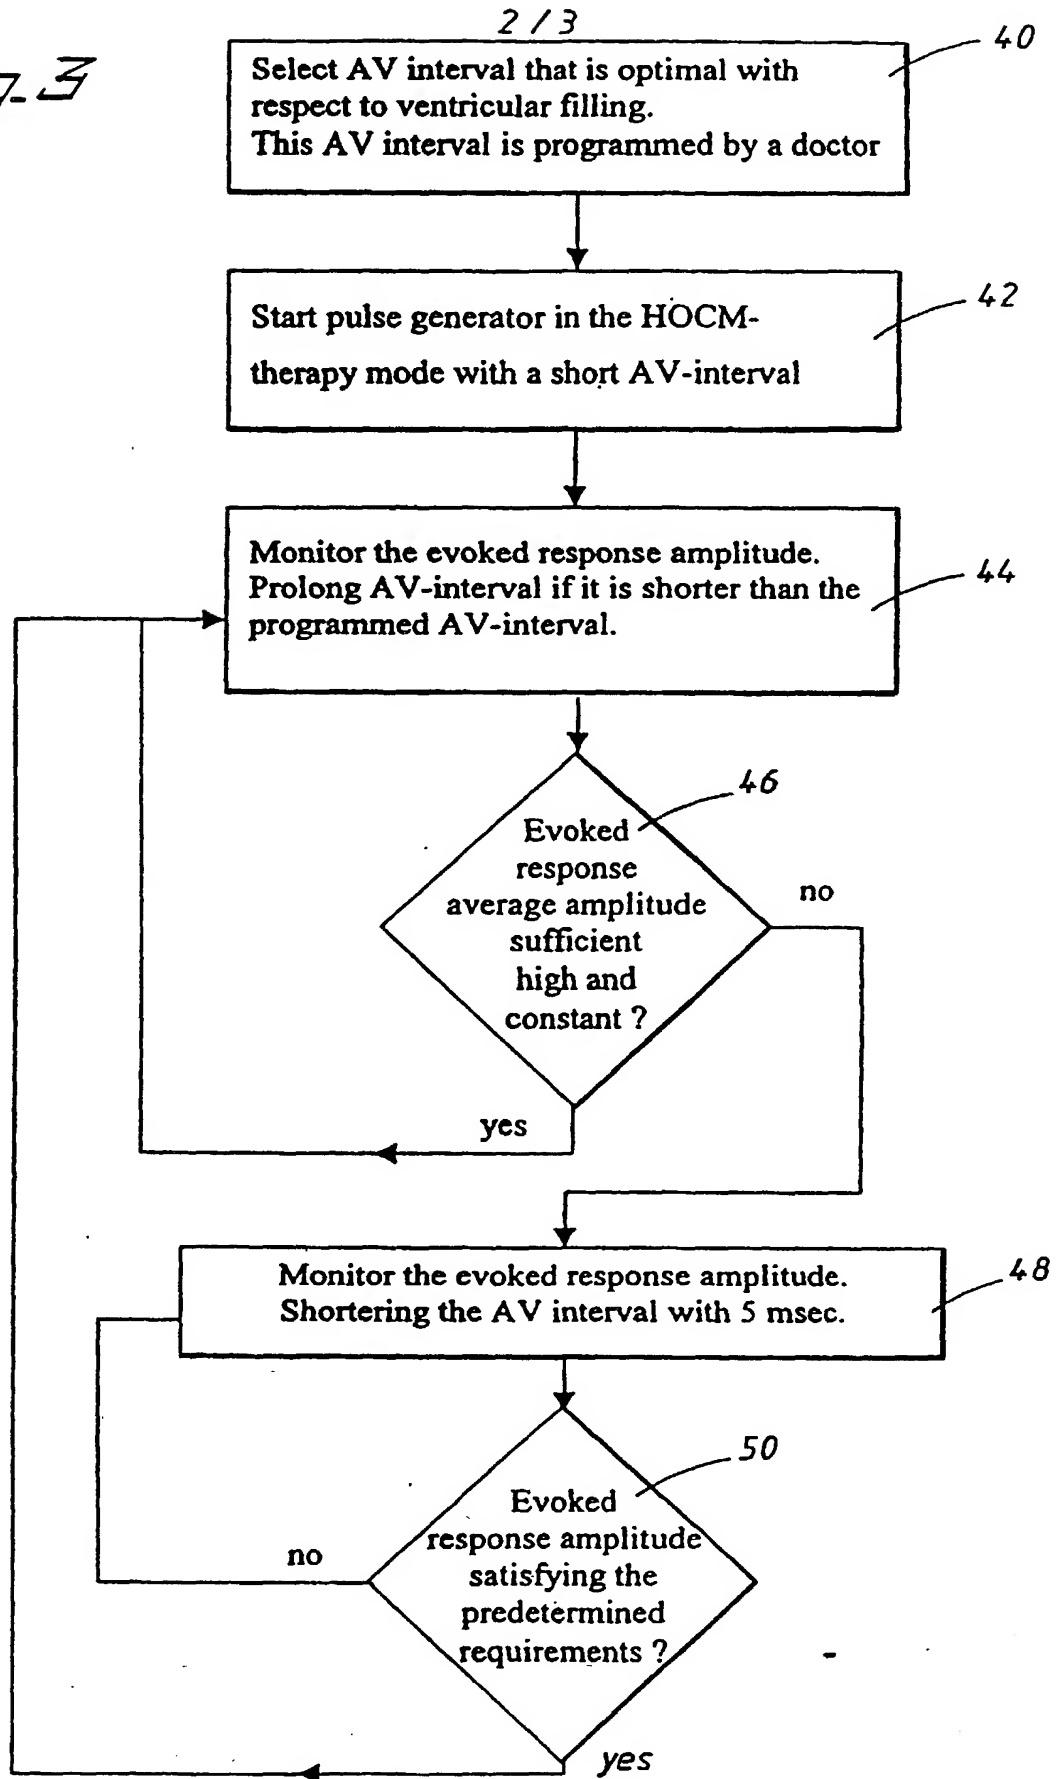 2 / 3
40
Select AV interval that is optimal with
respect to ventricular filling.
This AV interval is programmed by a doctor
42
Start pulse generator in the HOCM-
therapy mode with a short AV-interval
44
Monitor the evoked response amplitude.
Prolong AV-interval if it is shorter than the
programmed AV-interval.
46
Evoked
response
average amplitude
sufficient
high and
constant ?
no
yes
48
Monitor the evoked response amplitude.
Shortering the AV interval with 5 msec.
50
Evoked
response amplitude
satisfying the
predetermined
requirements ?
no
yes